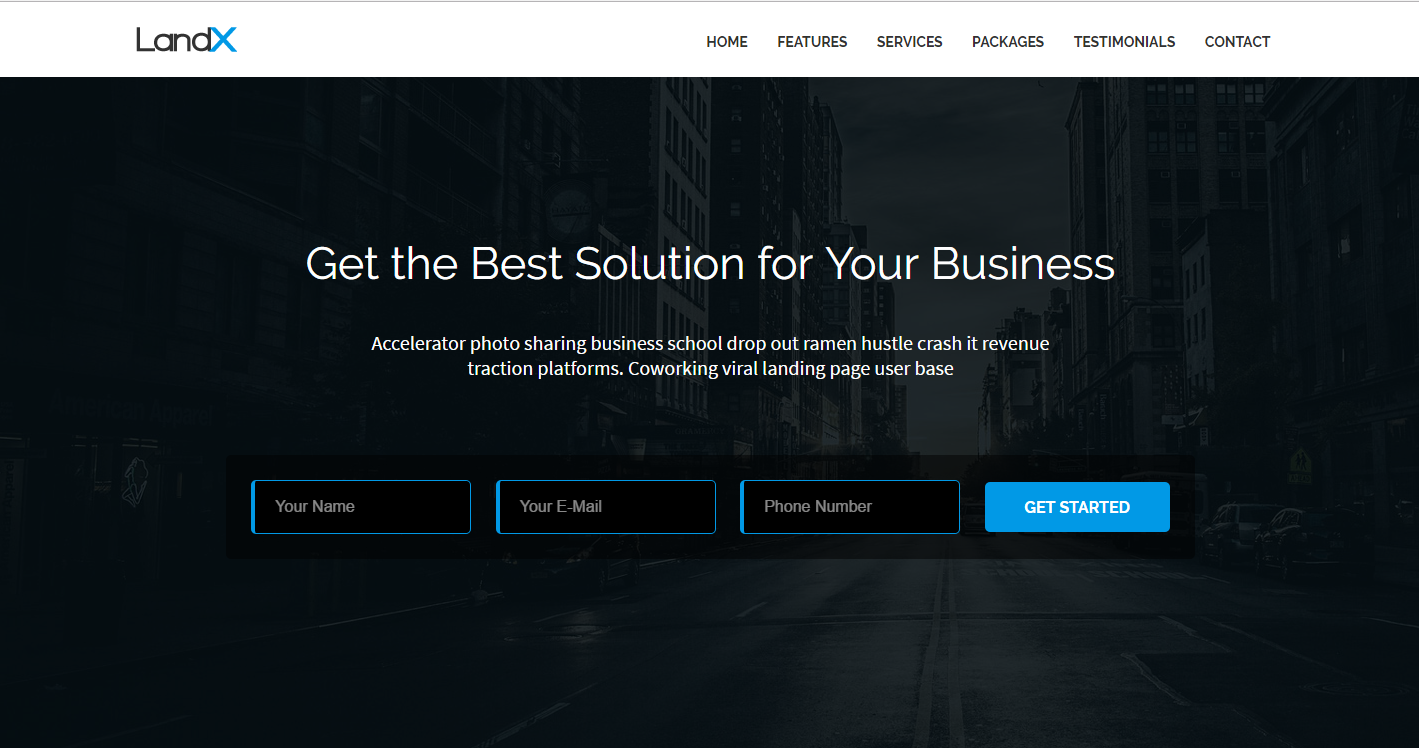 LandX
HOME FEATURES SERVICES PACKAGES TESTIMONIALS CONTACT
Get the Best Solution for Your Business
Accelerator photo sharing business school drop out ramen hustle crash it revenue
traction platforms. Coworking viral landing page user base
American Apparel
Your Name Your E-Mail Phone Number GET STARTED